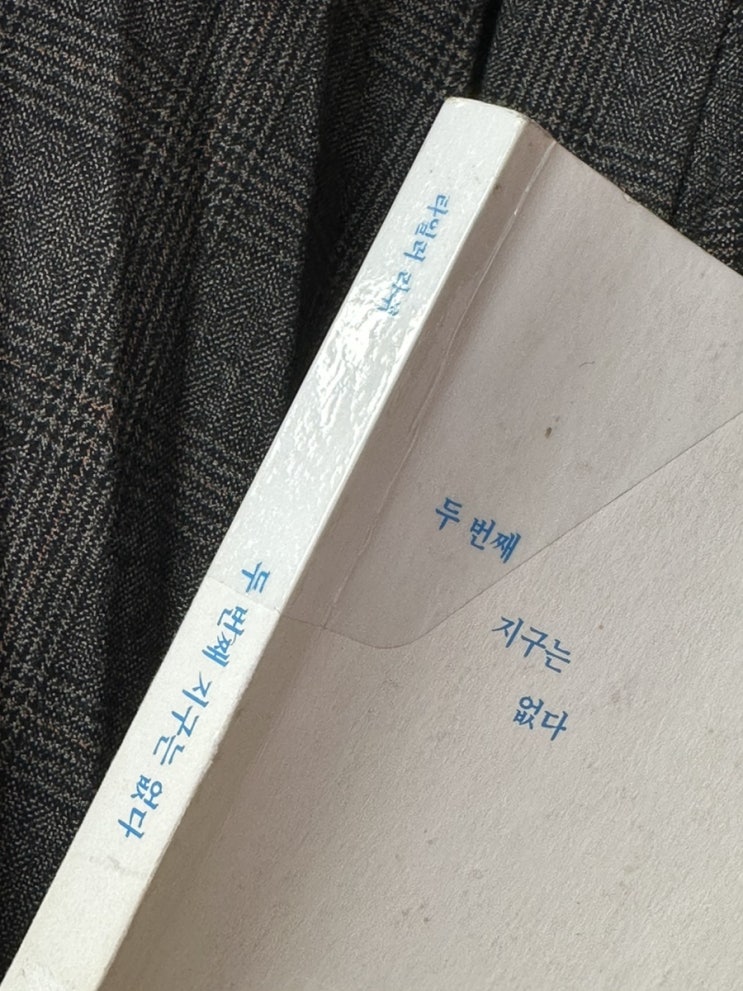 타일러 라쉬
두 번째 지구는 없다
두 번째
지구는
없다